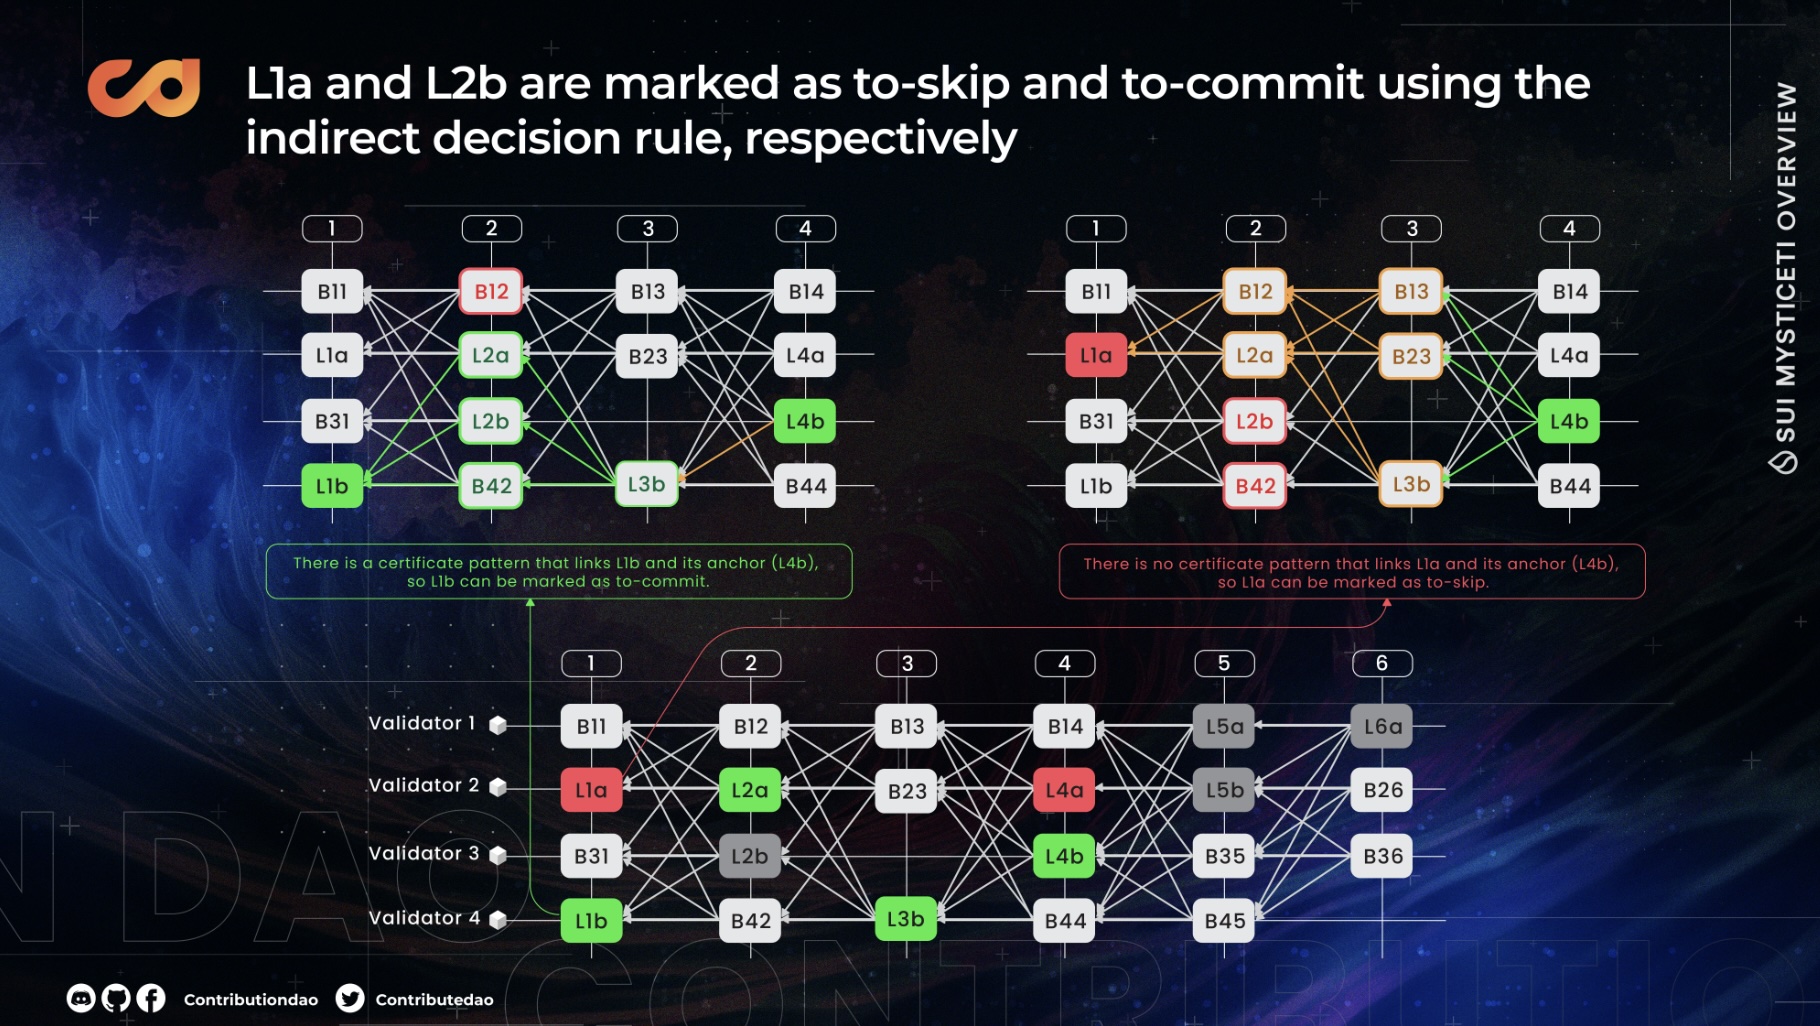 L1a and L2b are marked as to-skip and to-commit using the
indirect decision rule, respectively
SUI MYSTICETI OVERVIEW
1 2 3 4
B11 B12 B13 B14
L1a L2a B23 L4a
B31 L2b L4b
L1b B42 L3b B44
There is a certificate pattern that links L1b and its anchor (L4b),
so L1b can be marked as to-commit.
1 2 3 4
B11 B12 B13 B14
L1a L2a B23 L4a
B31 L2b L4b
L1b B42 L3b B44
There is no certificate pattern that links L1a and its anchor (L4b),
so L1a can be marked as to-skip.
1 2 3 4 5 6
Validator 1 B11 B12 B13 B14 L5a L6a
Validator 2 L1a L2a B23 L4a L5b B26
Validator 3 B31 L2b L4b B35 B36
Validator 4 L1b B42 L3b B44 B45
N DAO
CONTRIBUTIO
Contributiondao Contributedao